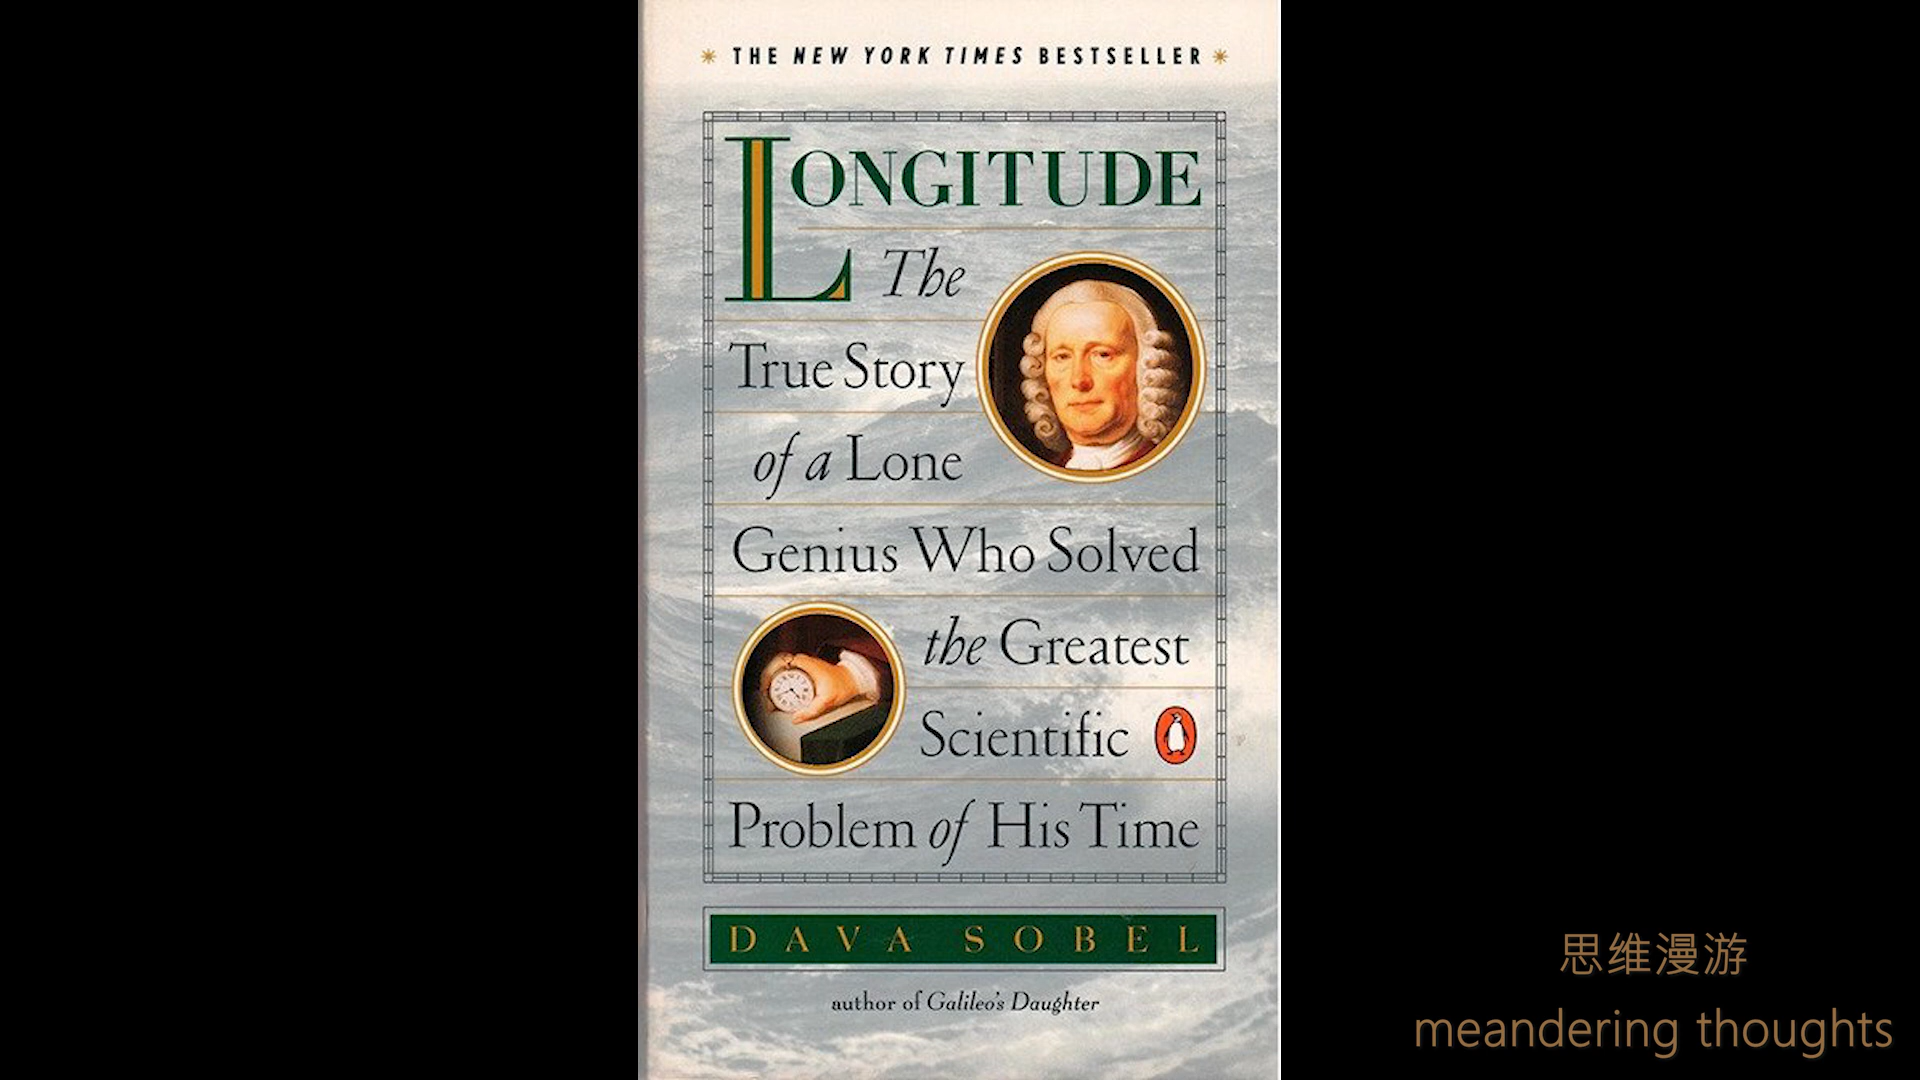 THE NEW YORK TIMES BESTSELLER
LONGITUDE
The
True Story
of a Lone
Genius Who Solved
the Greatest
Scientific
Problem of His Time
DAVA SOBEL
author of Galileo's Daughter
思维漫游
meandering thoughts